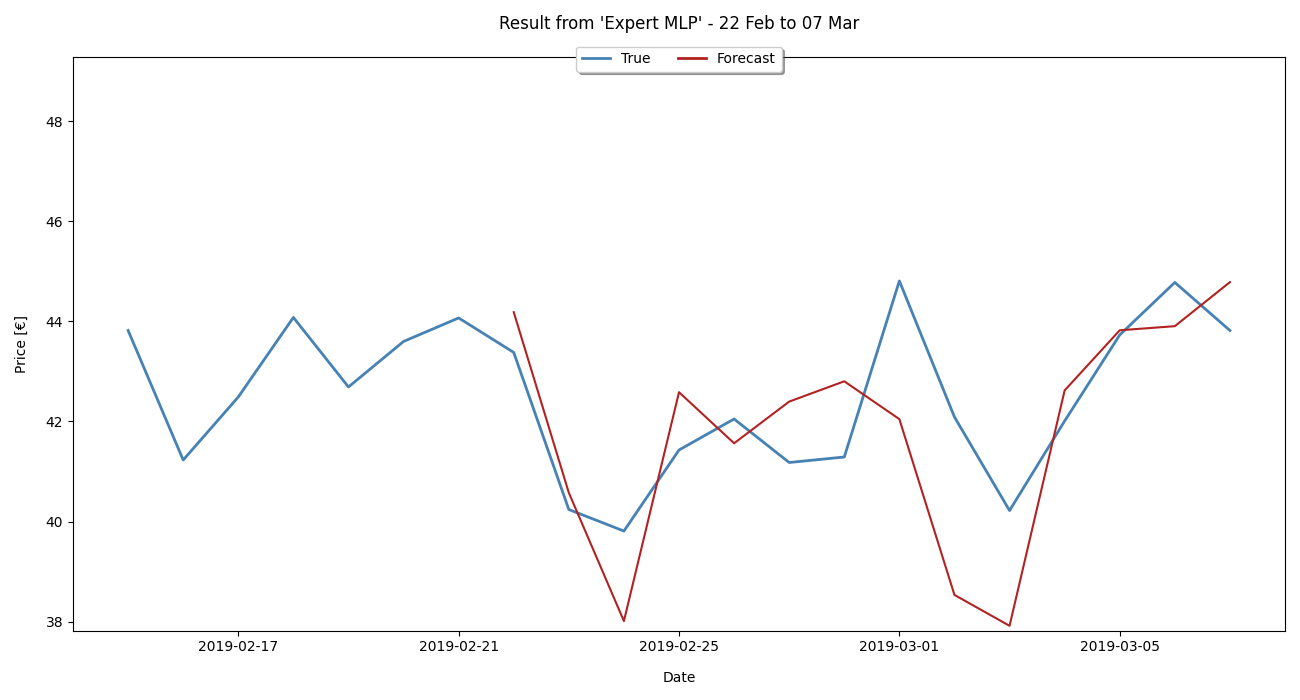 Result from 'Expert MLP' - 22 Feb to 07 Mar
True Forecast
Price [€]
48
46
44
42
40
38
2019-02-17 2019-02-21 2019-02-25 2019-03-01 2019-03-05
Date